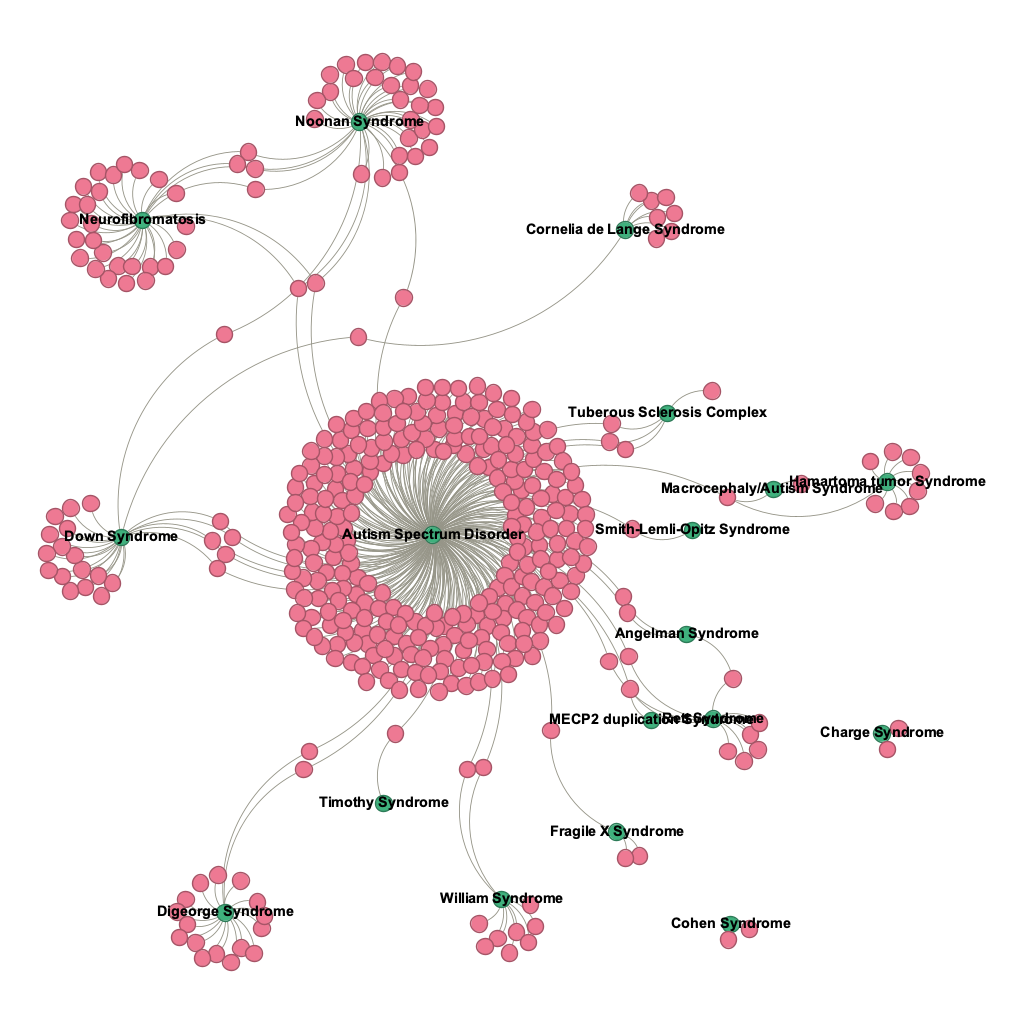 Noonan Syndrome
Neurofibromatosis
Cornelia de Lange Syndrome
Tuberous Sclerosis Complex
Hamartoma tumor Syndrome
Macrocephaly/Autism Syndrome
Smith-Lemli-Opitz Syndrome
Autism Spectrum Disorder
Down Syndrome
Angelman Syndrome
MECP2 duplication Syndrome
Rett Syndrome
Charge Syndrome
Timothy Syndrome
Fragile X Syndrome
William Syndrome
Digeorge Syndrome
Cohen Syndrome